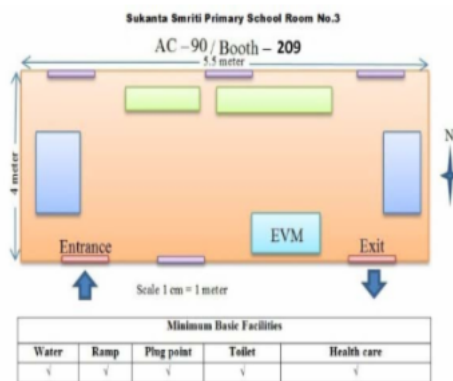 Sukanta Smriti Primary School Room No.3
AC – 90 / Booth – 209
5.5 meter
4 meter
N
EVM
Entrance
Exit
Scale 1 cm = 1 meter
Minimum Basic Facilities
Water Ramp Plug point Toilet Health care
√ √ √ √ √